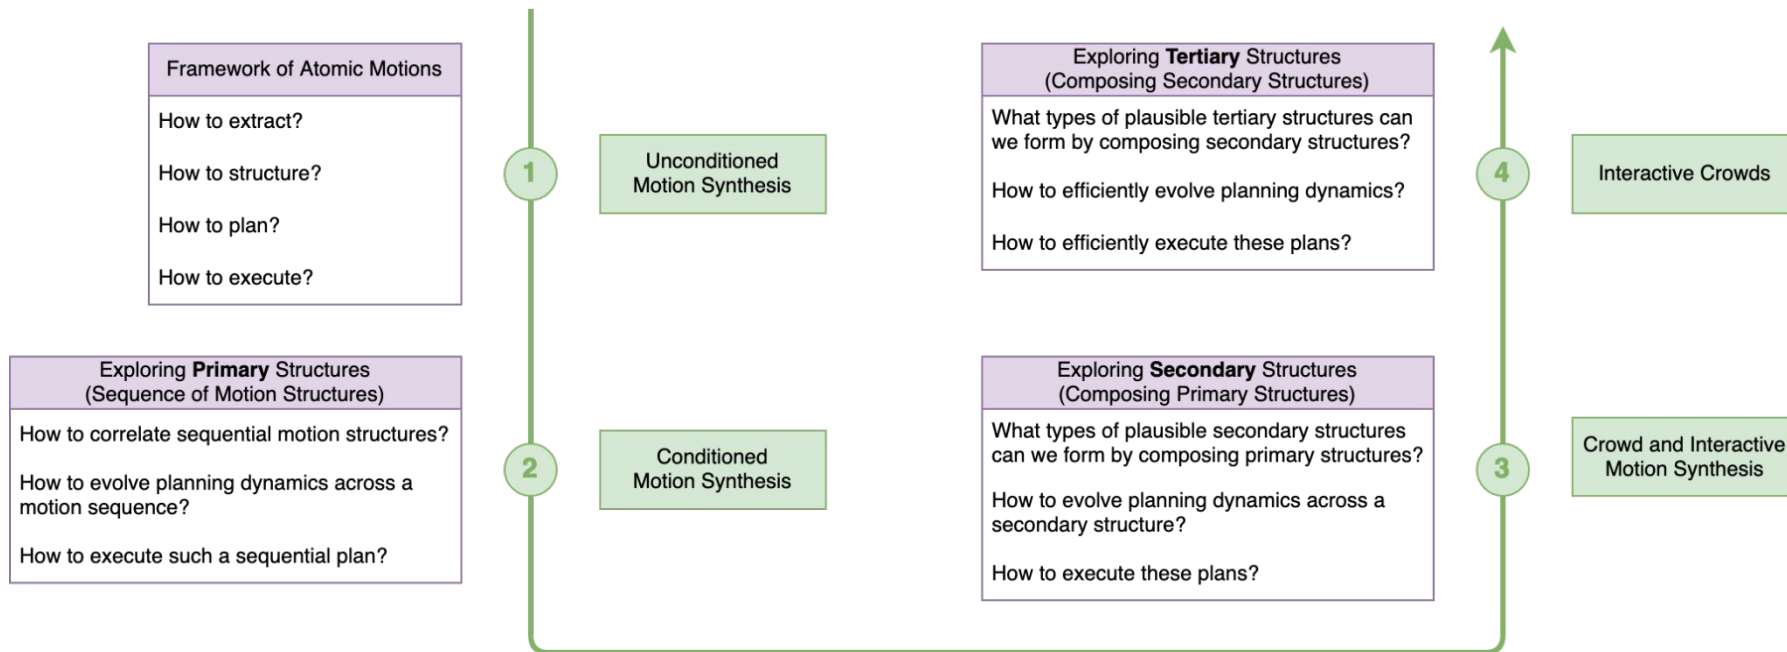 Framework of Atomic Motions
How to extract?
How to structure?
How to plan?
How to execute?
1
Unconditioned
Motion Synthesis
Exploring Primary Structures
(Sequence of Motion Structures)
How to correlate sequential motion structures?
How to evolve planning dynamics across a
motion sequence?
How to execute such a sequential plan?
2
Conditioned
Motion Synthesis
Exploring Secondary Structures
(Composing Primary Structures)
What types of plausible secondary structures
can we form by composing primary structures?
How to evolve planning dynamics across a
secondary structure?
How to execute these plans?
3
Crowd and Interactive
Motion Synthesis
Exploring Tertiary Structures
(Composing Secondary Structures)
What types of plausible tertiary structures can
we form by composing secondary structures?
How to efficiently evolve planning dynamics?
How to efficiently execute these plans?
4
Interactive Crowds